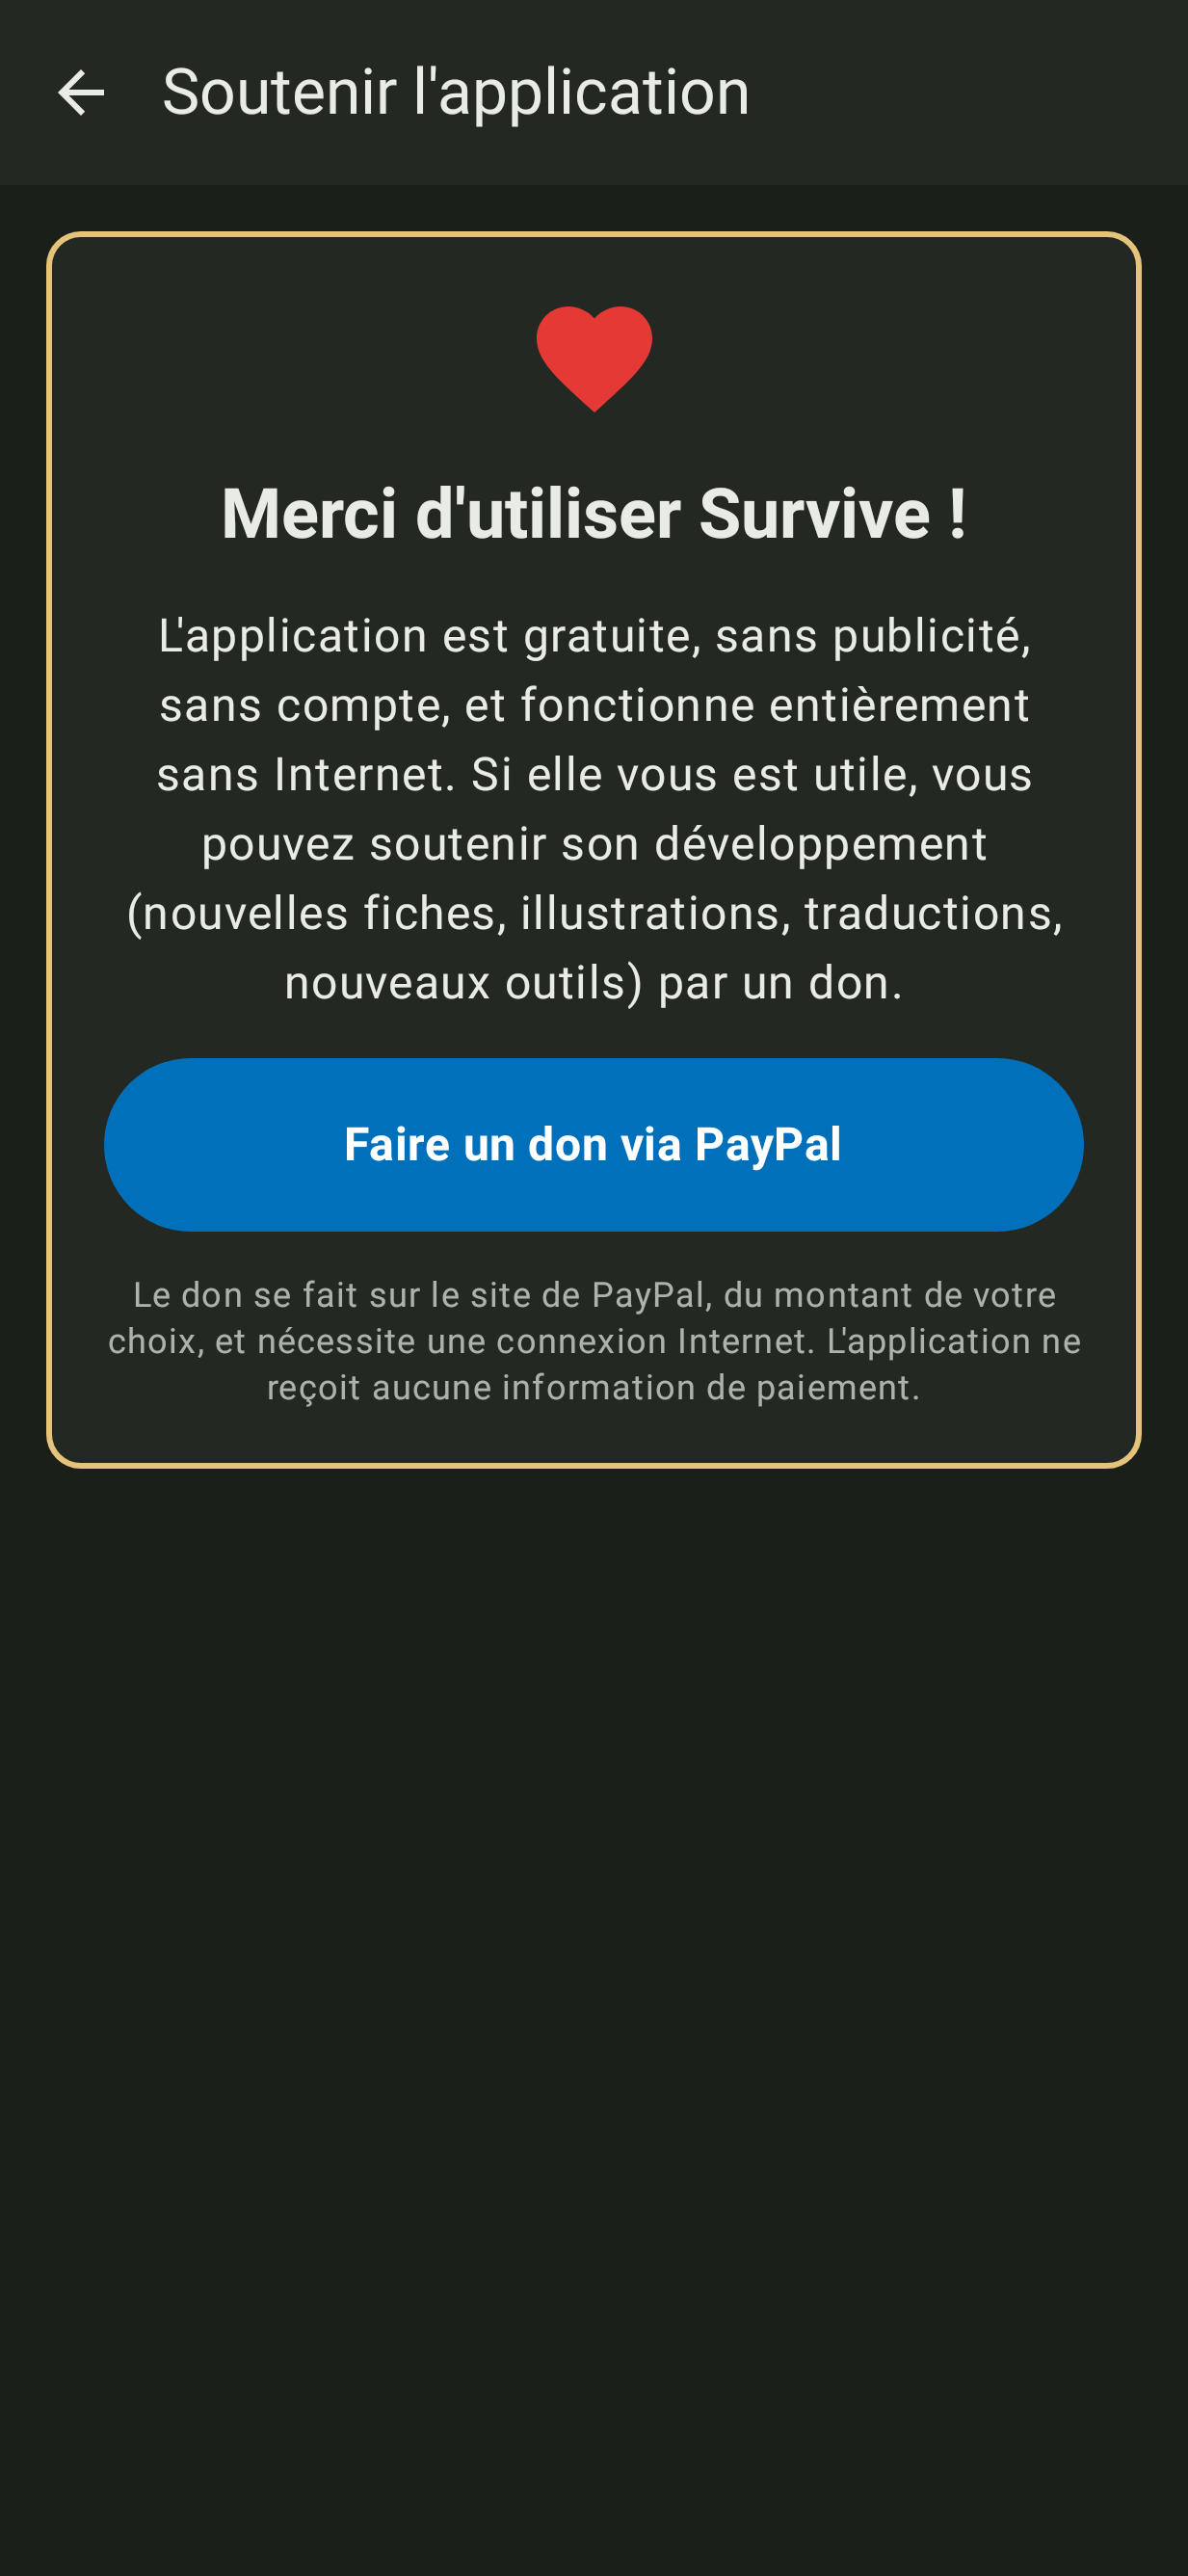 Soutenir l'application
Merci d'utiliser Survive !
L'application est gratuite, sans publicité,
sans compte, et fonctionne entièrement
sans Internet. Si elle vous est utile, vous
pouvez soutenir son développement
(nouvelles fiches, illustrations, traductions,
nouveaux outils) par un don.
Faire un don via PayPal
Le don se fait sur le site de PayPal, du montant de votre
choix, et nécessite une connexion Internet. L'application ne
reçoit aucune information de paiement.